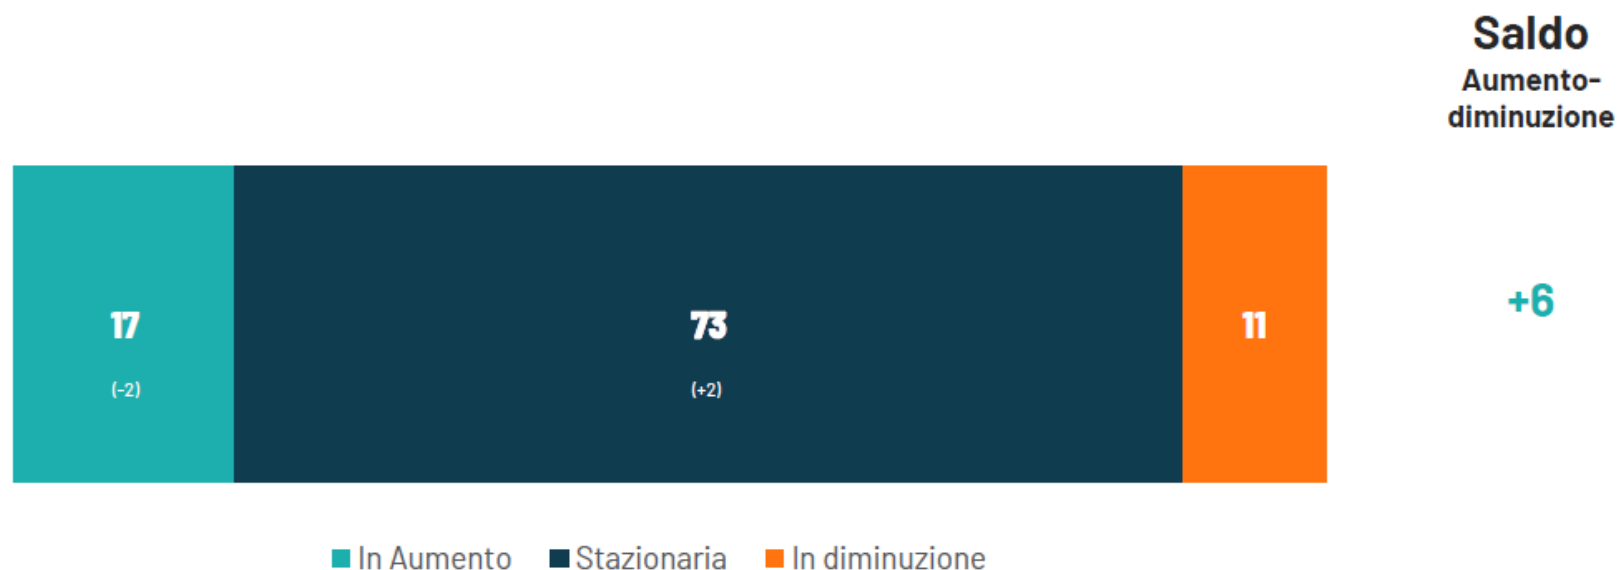 Saldo
Aumento-
diminuzione
17
73
11
+6
(-2)
(+2)
In Aumento
Stazionaria
In diminuzione